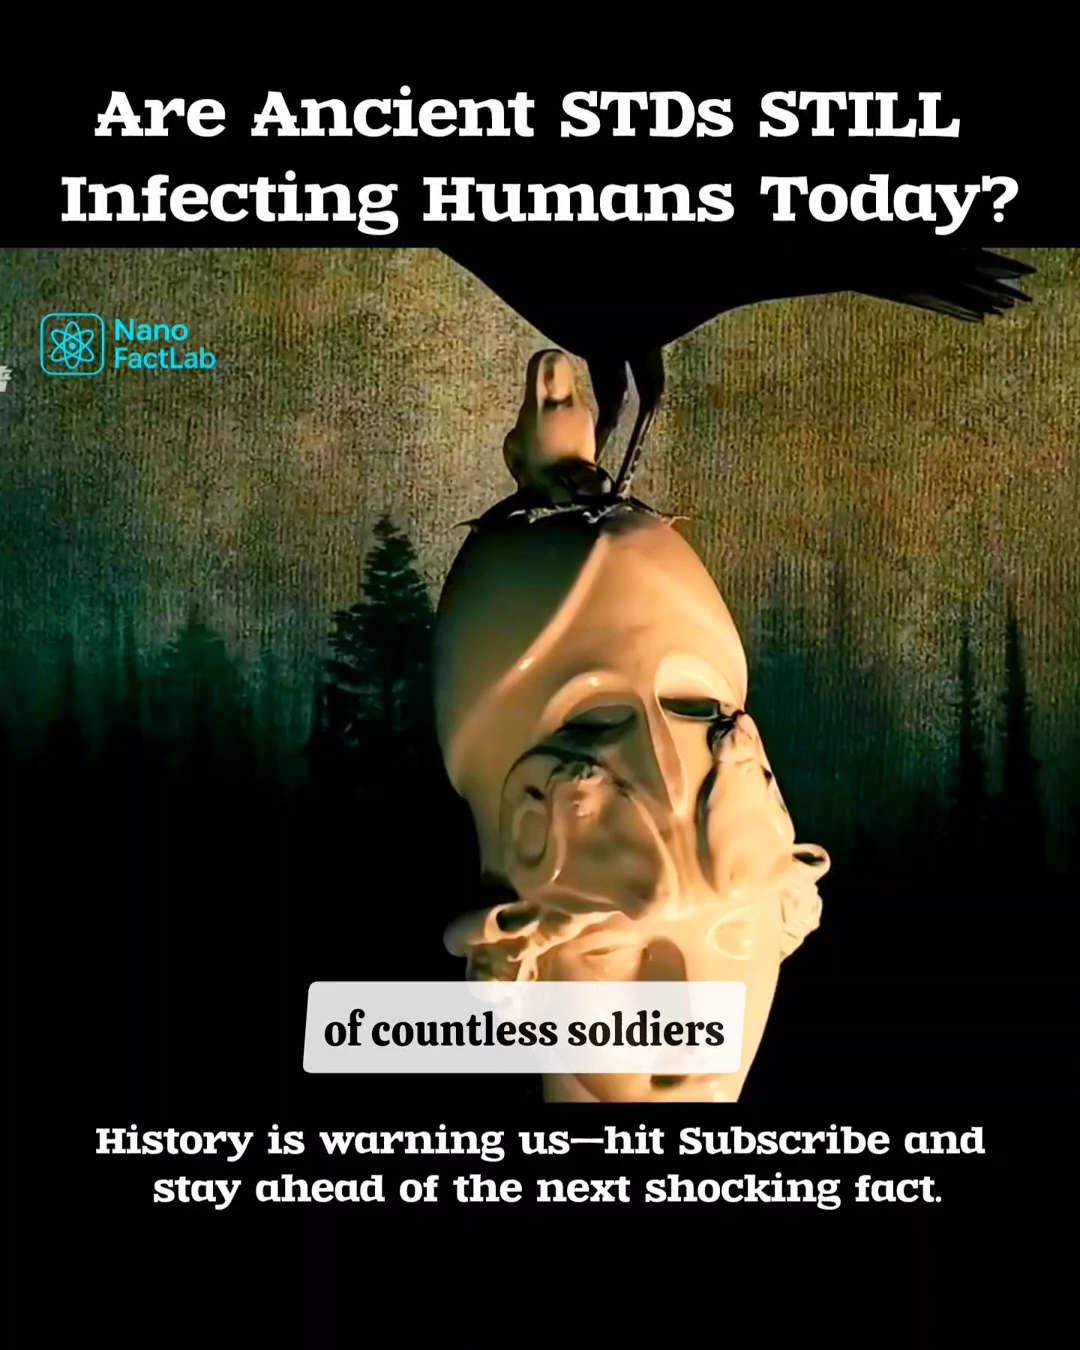 Are Ancient STDs STILL
Infecting Humans Today?
Nano
FactLab
of countless soldiers
History is warning us—hit Subscribe and
stay ahead of the next shocking fact.